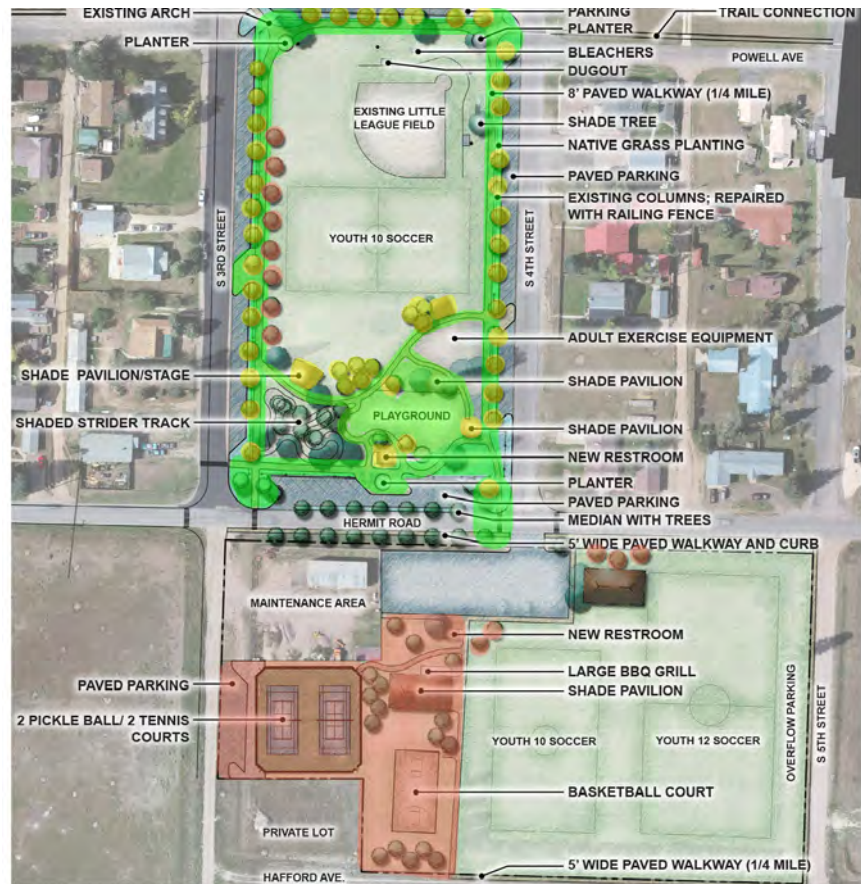 EXISTING ARCH
PARKING
TRAIL CONNECTION
PLANTER
PLANTER
POWELL AVE
BLEACHERS
DUGOUT
8' PAVED WALKWAY (1/4 MILE)
EXISTING LITTLE
LEAGUE FIELD
SHADE TREE
NATIVE GRASS PLANTING
PAVED PARKING
EXISTING COLUMNS; REPAIRED
WITH RAILING FENCE
YOUTH 10 SOCCER
S 3RD STREET
S 4TH STREET
ADULT EXERCISE EQUIPMENT
SHADE PAVILION/STAGE
SHADE PAVILION
SHADED STRIDER TRACK
PLAYGROUND
SHADE PAVILION
NEW RESTROOM
PLANTER
PAVED PARKING
HERMIT ROAD
MEDIAN WITH TREES
5' WIDE PAVED WALKWAY AND CURB
MAINTENANCE AREA
NEW RESTROOM
LARGE BBQ GRILL
PAVED PARKING
SHADE PAVILION
2 PICKLE BALL/ 2 TENNIS
COURTS
YOUTH 10 SOCCER
YOUTH 12 SOCCER
OVERFLOW PARKING
S 5TH STREET
BASKETBALL COURT
PRIVATE LOT
5' WIDE PAVED WALKWAY (1/4 MILE)
HAFFORD AVE.